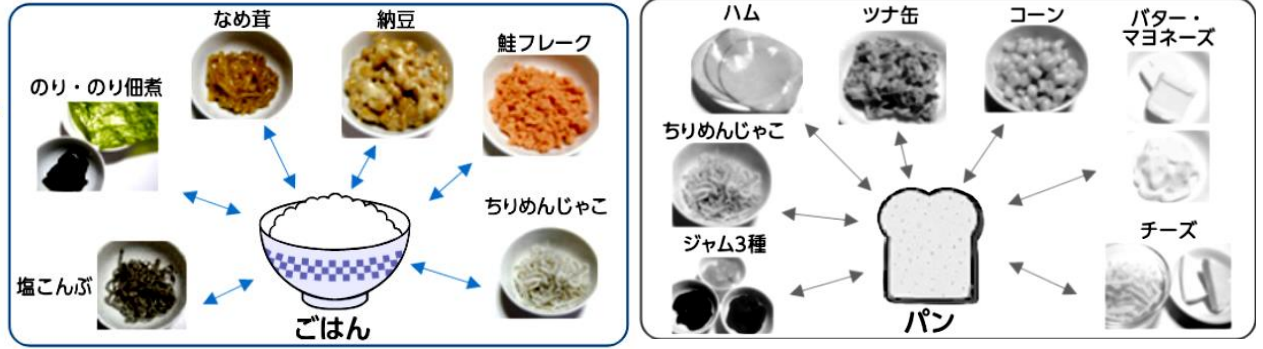 なめ茸
納豆
鮭フレーク
のり・のり佃煮
ちりめんじゃこ
塩こんぶ
ごはん
ハム
ツナ缶
コーン
バター・
マヨネーズ
ちりめんじゃこ
ジャム3種
チーズ
パン